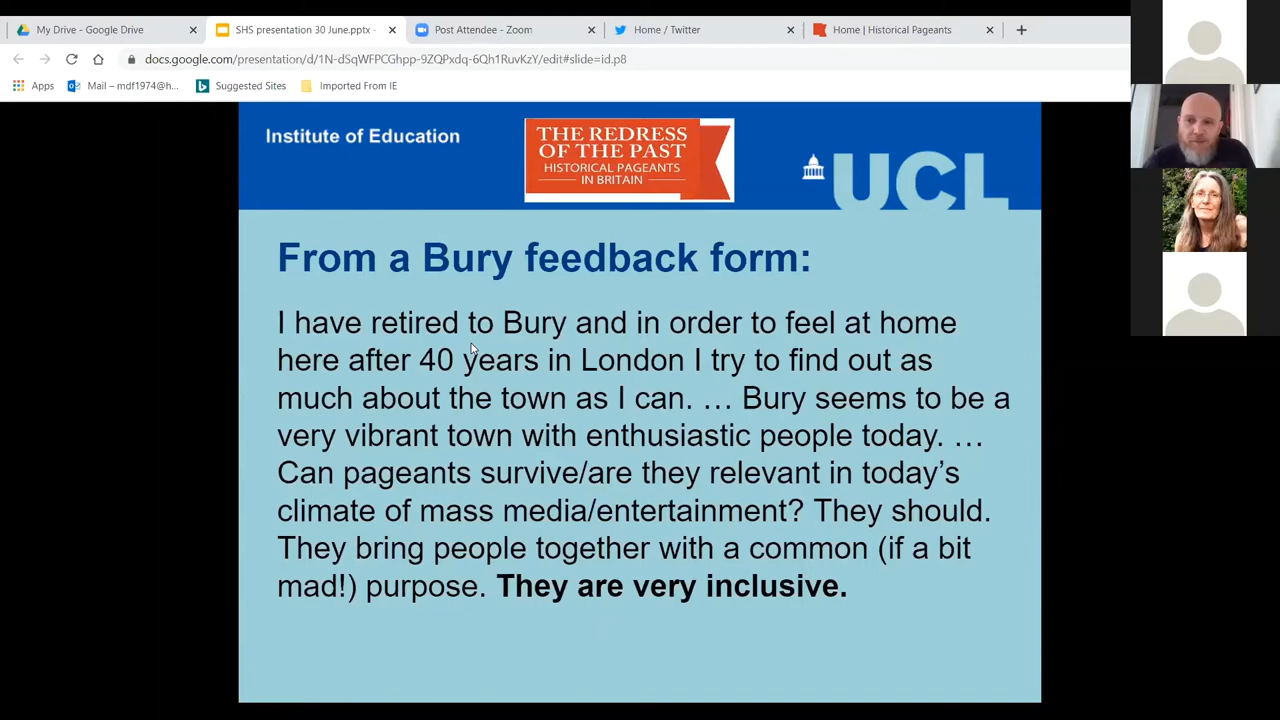 My Drive - Google Drive
SHS presentation 30 June.pptx -
Post Attendee - Zoom
Home / Twitter
Home | Historical Pageants
docs.google.com/presentation/d/1N-dSqWFPCGhpp-9ZQPxdq-6Qh1RuvKzY/edit#slide=id.p8
Apps
Mail – mdf1974@h...
Suggested Sites
Imported From IE
Institute of Education
THE REDRESS
OF THE PAST
HISTORICAL PAGEANTS
IN BRITAIN
UCL
From a Bury feedback form:
I have retired to Bury and in order to feel at home
here after 40 years in London I try to find out as
much about the town as I can. … Bury seems to be a
very vibrant town with enthusiastic people today. …
Can pageants survive/are they relevant in today’s
climate of mass media/entertainment? They should.
They bring people together with a common (if a bit
mad!) purpose. They are very inclusive.